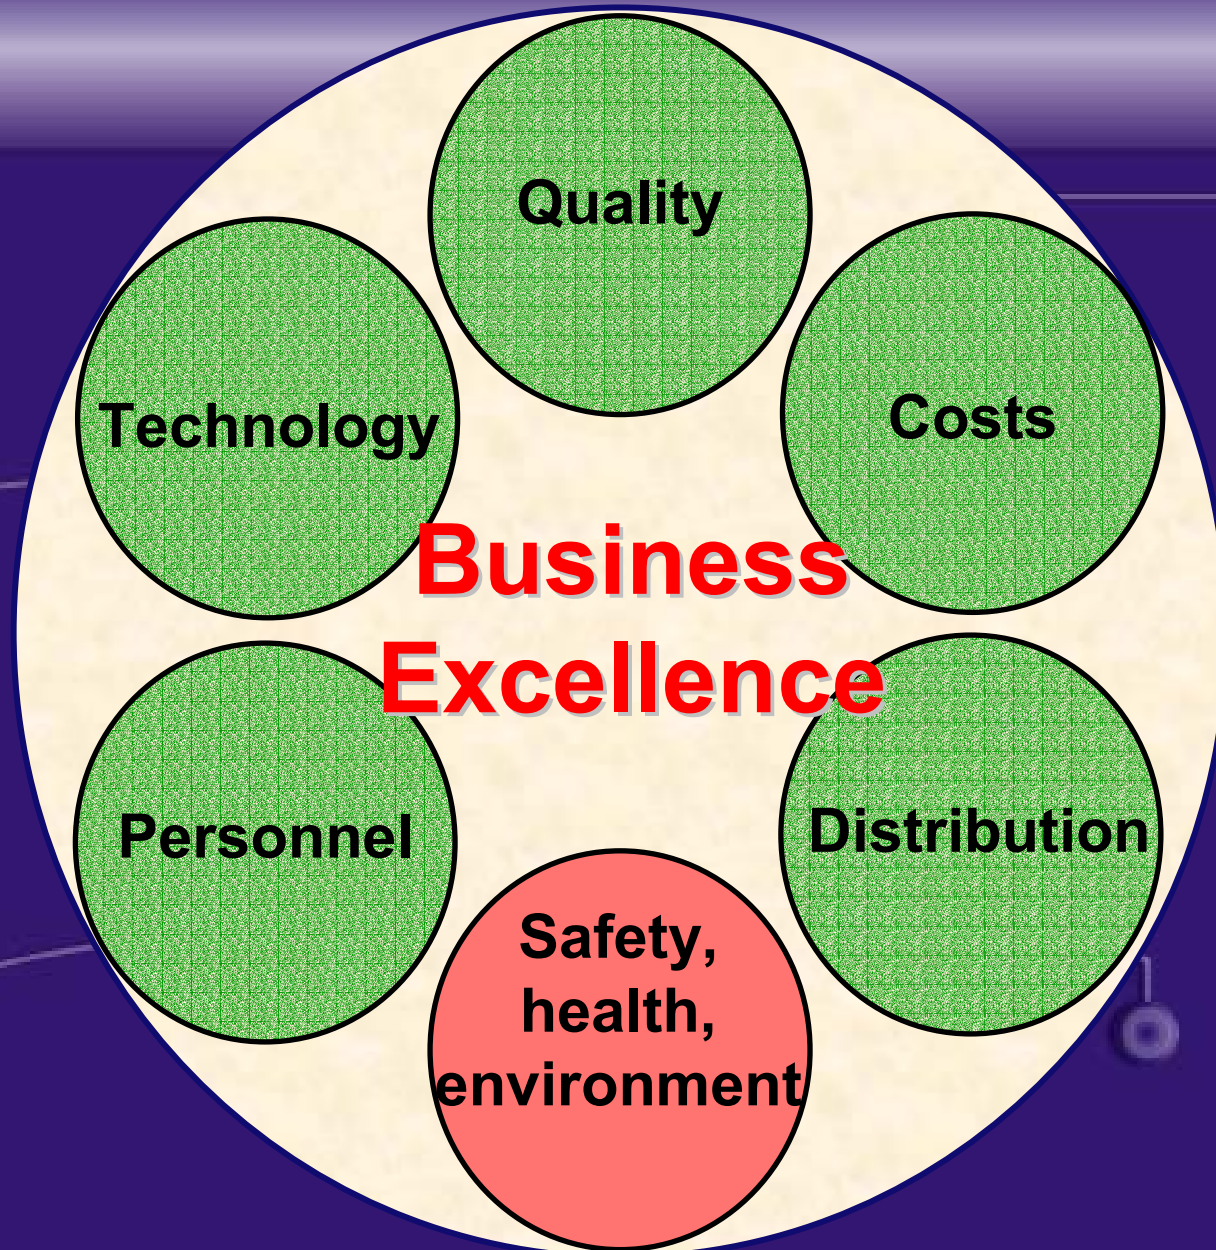 Quality
Technology
Costs
Business
Excellence
Personnel
Distribution
Safety,
health,
environment